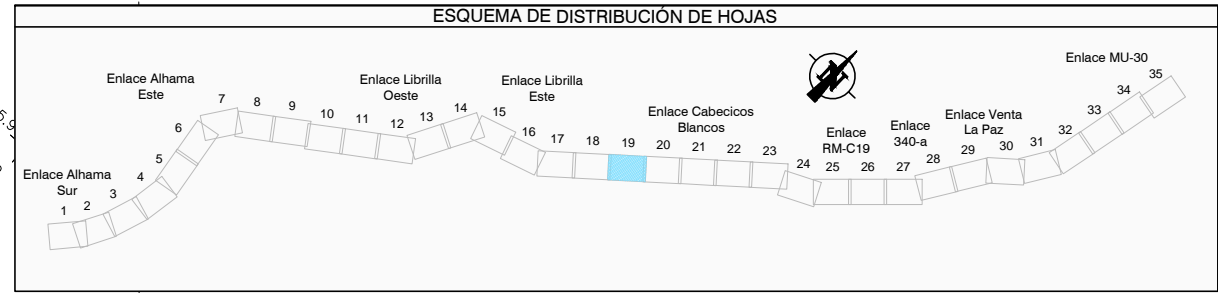 ESQUEMA DE DISTRIBUCIÓN DE HOJAS
Enlace Alhama
Sur
Enlace Alhama
Este
Enlace Librilla
Oeste
Enlace Librilla
Este
Enlace Cabecicos
Blancos
Enlace
RM-C19
Enlace
340-a
Enlace Venta
La Paz
Enlace MU-30
1
2
3
4
5
6
7
8
9
10
11
12
13
14
15
16
17
18
19
20
21
22
23
24
25
26
27
28
29
30
31
32
33
34
35